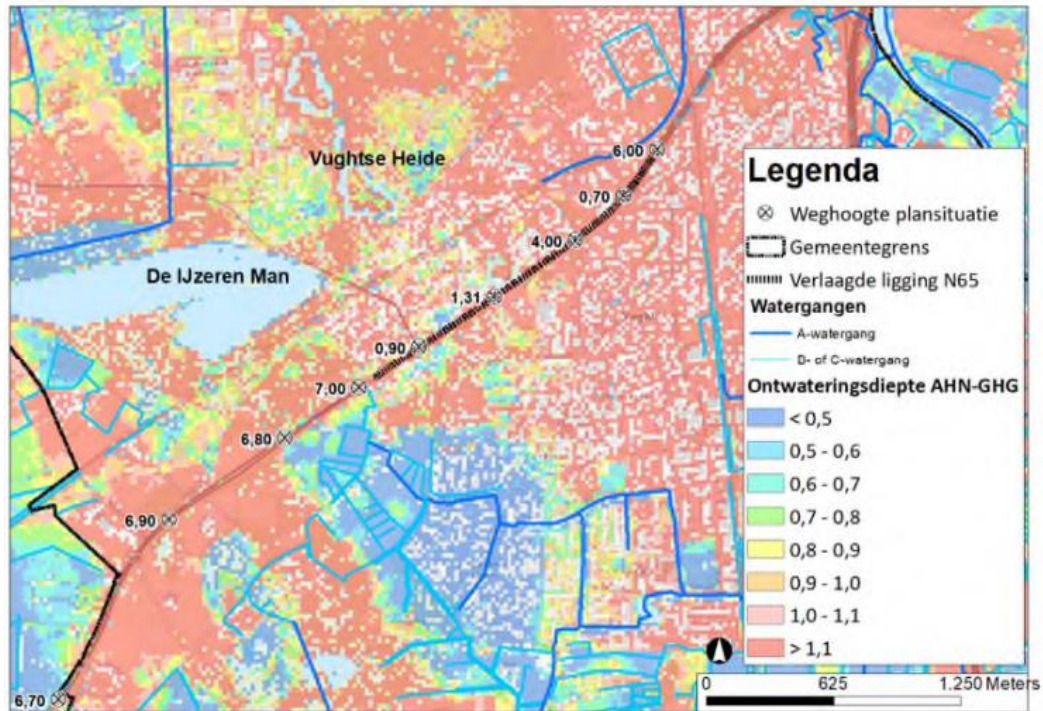 Vughtse Heide
De IJzeren Man
6,00
0,70
4,00
1,31
0,90
7,00
6,80
6,90
6,70
Legenda
Weghoogte plansituatie
Gemeentegrens
Verlaagde ligging N65
Watergangen
A-watergang
D- of C-watergang
Ontwateringsdiepte AHN-GHG
< 0,5
0,5 - 0,6
0,6 - 0,7
0,7 - 0,8
0,8 - 0,9
0,9 - 1,0
1,0 - 1,1
> 1,1
0 625 1.250 Meters